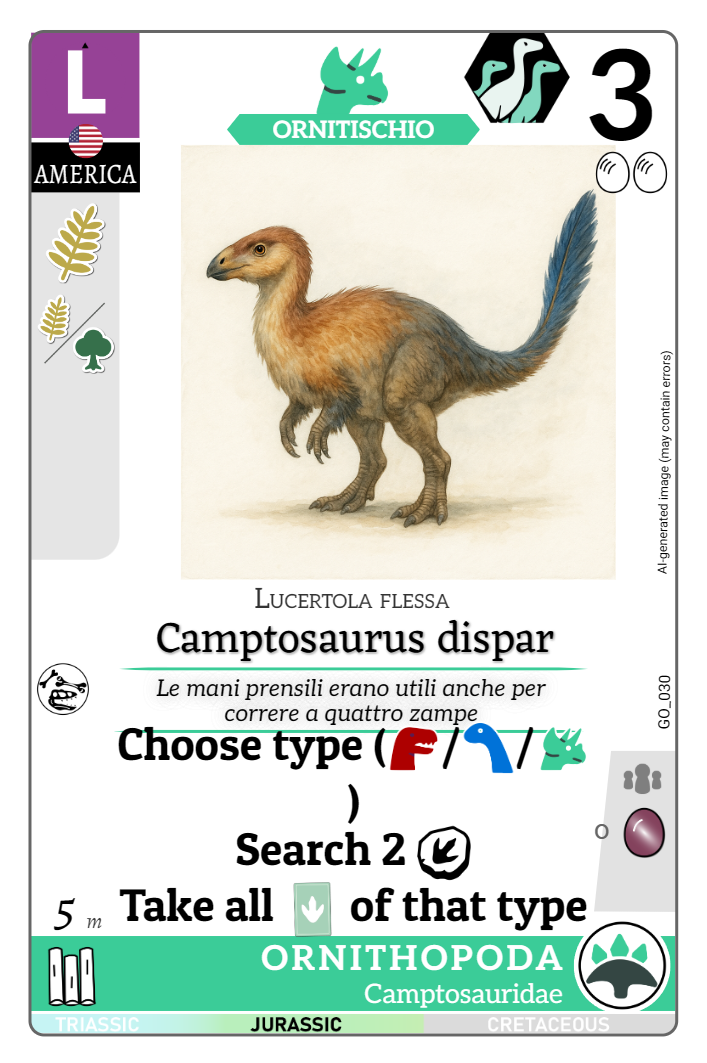 L
AMERICA
ORNITISCHIO
3
AI-generated image (may contain errors)
LUCERTOLA FLESSA
Camptosaurus dispar
Le mani prensili erano utili anche per
correre a quattro zampe
GO_030
Choose type ( / /
)
Search 2
Take all of that type
O
5 m
ORNITHOPODA
Camptosauridae
TRIASSIC JURASSIC CRETACEOUS